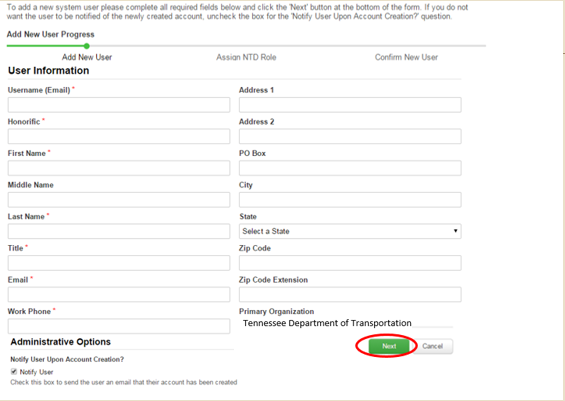 To add a new system user please complete all required fields below and click the 'Next' button at the bottom of the form. If you do not
want the user to be notified of the newly created account, uncheck the box for the 'Notify User Upon Account Creation?' question.
Add New User Progress
Add New User Assign NTD Role Confirm New User
User Information
Username (Email) * Address 1
Honorific * Address 2
First Name * PO Box
Middle Name City
Last Name * State
Select a State
Title * Zip Code
Email * Zip Code Extension
Work Phone * Primary Organization
Tennessee Department of Transportation
Administrative Options Next Cancel
Notify User Upon Account Creation?
Notify User
Check this box to send the user an email that their account has been created